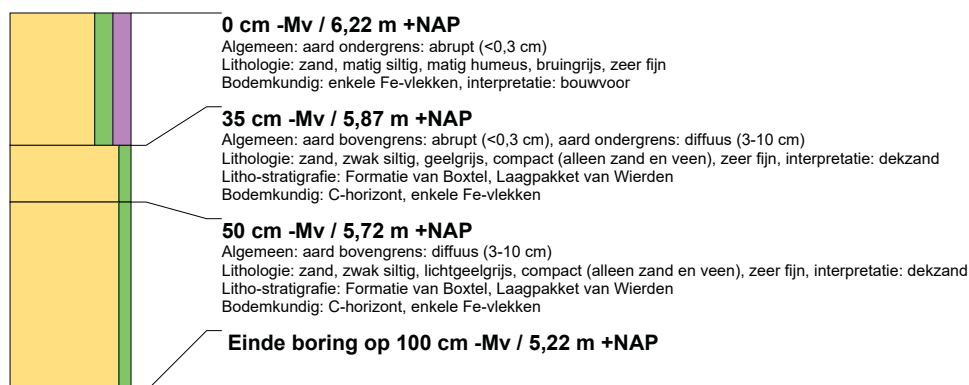 0 cm -Mv / 6,22 m +NAP
Algemeen: aard ondergrens: abrupt (<0,3 cm)
Lithologie: zand, matig siltig, matig humeus, bruingrijs, zeer fijn
Bodemkundig: enkele Fe-vlekken, interpretatie: bouwvoor
35 cm -Mv / 5,87 m +NAP
Algemeen: aard bovengrens: abrupt (<0,3 cm), aard ondergrens: diffuus (3-10 cm)
Lithologie: zand, zwak siltig, geelgrijs, compact (alleen zand en veen), zeer fijn, interpretatie: dekzand
Litho-stratigrafie: Formatie van Boxtel, Laagpakket van Wierden
Bodemkundig: C-horizont, enkele Fe-vlekken
50 cm -Mv / 5,72 m +NAP
Algemeen: aard bovengrens: diffuus (3-10 cm)
Lithologie: zand, zwak siltig, lichtgeelgrijs, compact (alleen zand en veen), zeer fijn, interpretatie: dekzand
Litho-stratigrafie: Formatie van Boxtel, Laagpakket van Wierden
Bodemkundig: C-horizont, enkele Fe-vlekken
Einde boring op 100 cm -Mv / 5,22 m +NAP